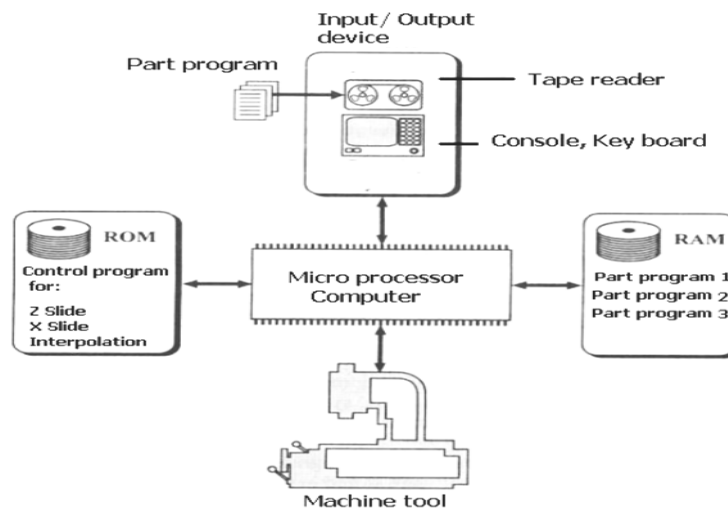 Input / Output
device
Part program
Tape reader
Console, Key board
ROM
Control program
for:
Z Slide
X Slide
Interpolation
Micro processor
Computer
RAM
Part program 1
Part program 2
Part program 3
Machine tool